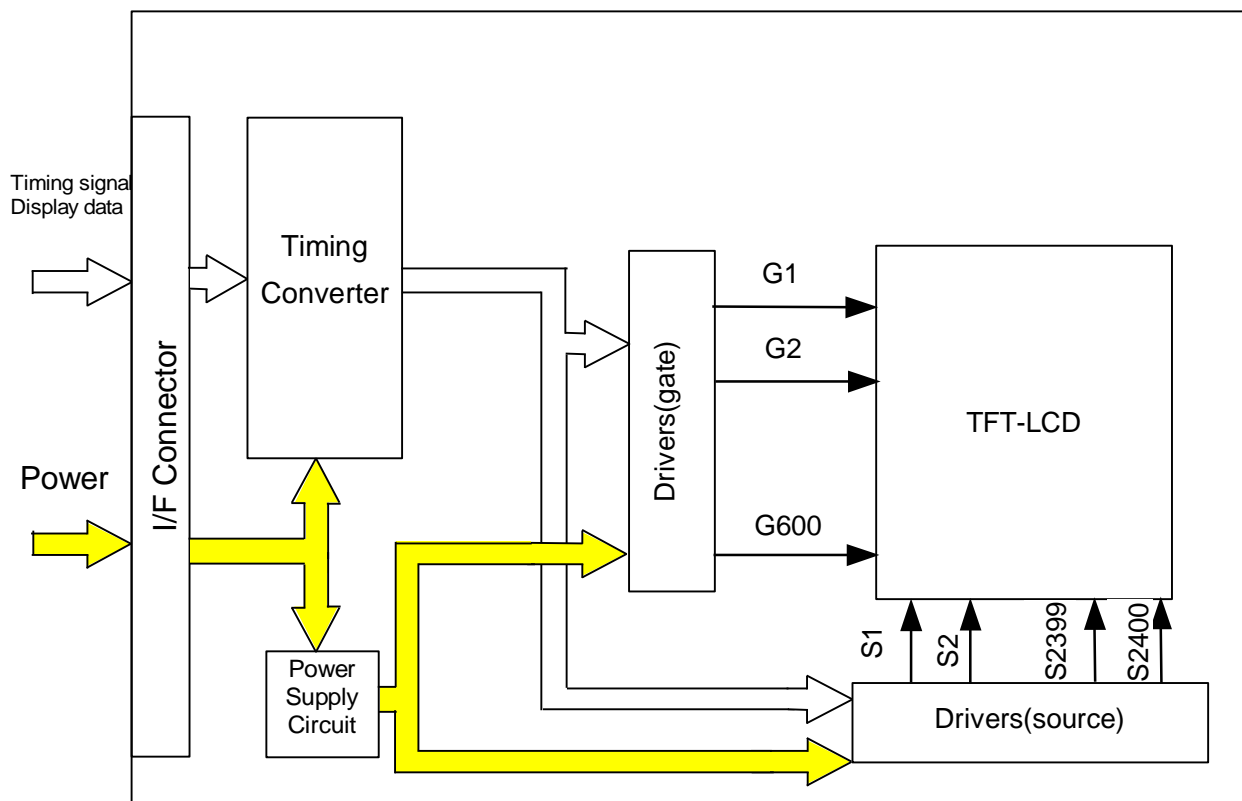 Timing signal
Display data
Power
I/F Connector
Timing
Converter
Power
Supply
Circuit
Drivers(gate)
G1
G2
G600
TFT-LCD
S1
S2
S2399
S2400
Drivers(source)